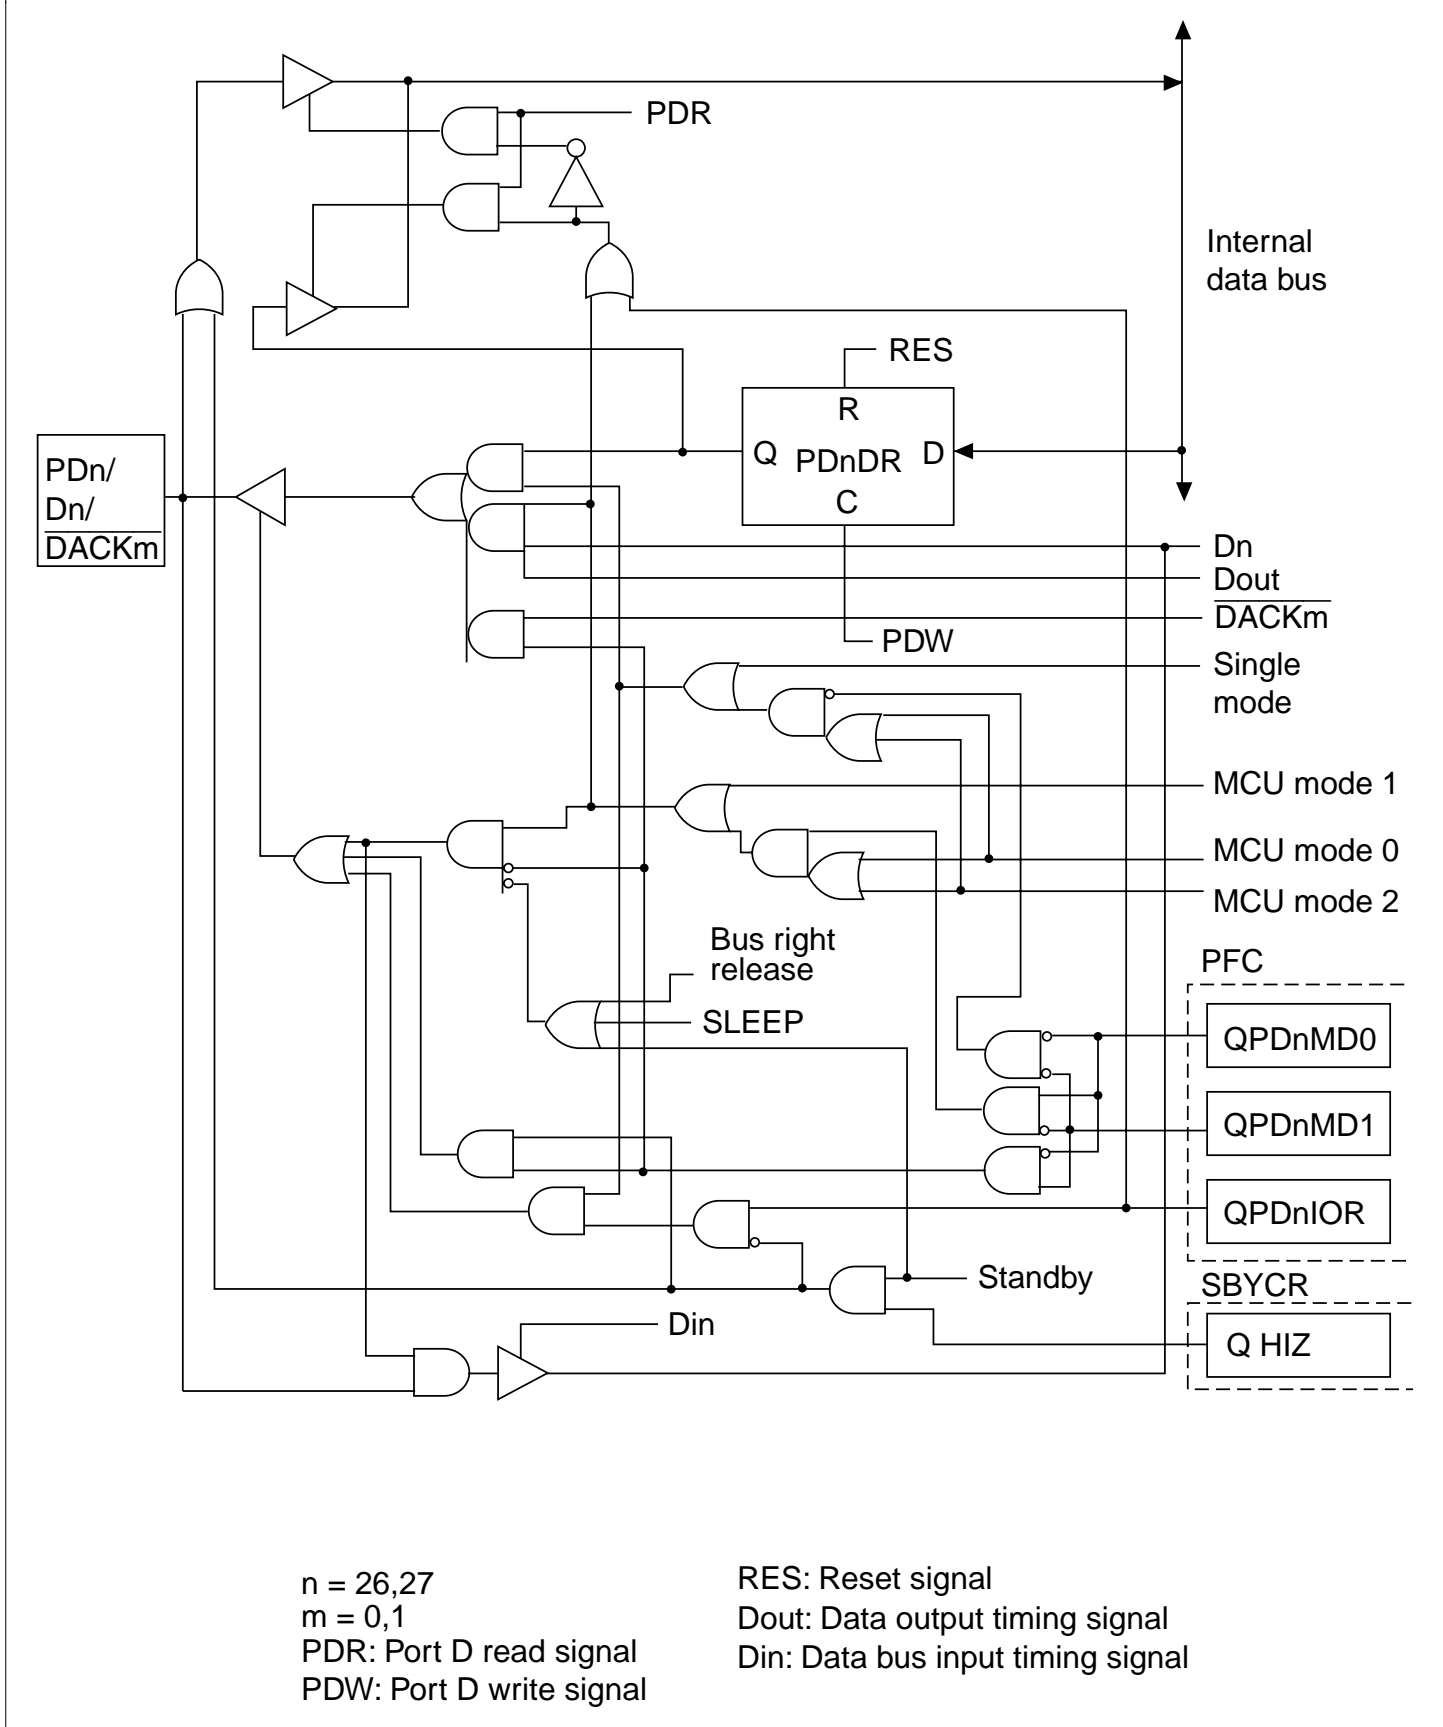 PDR
Internal
data bus
RES
R
Q PDnDR D
C
PDn/
Dn/
DACKm
Dn
Dout
DACKm
PDW
Single
mode
MCU mode 1
MCU mode 0
MCU mode 2
Bus right
release
SLEEP
PFC
QPDnMD0
QPDnMD1
QPDnIOR
Standby
SBYCR
Din
Q HIZ
n = 26,27
m = 0,1
PDR: Port D read signal
PDW: Port D write signal
RES: Reset signal
Dout: Data output timing signal
Din: Data bus input timing signal